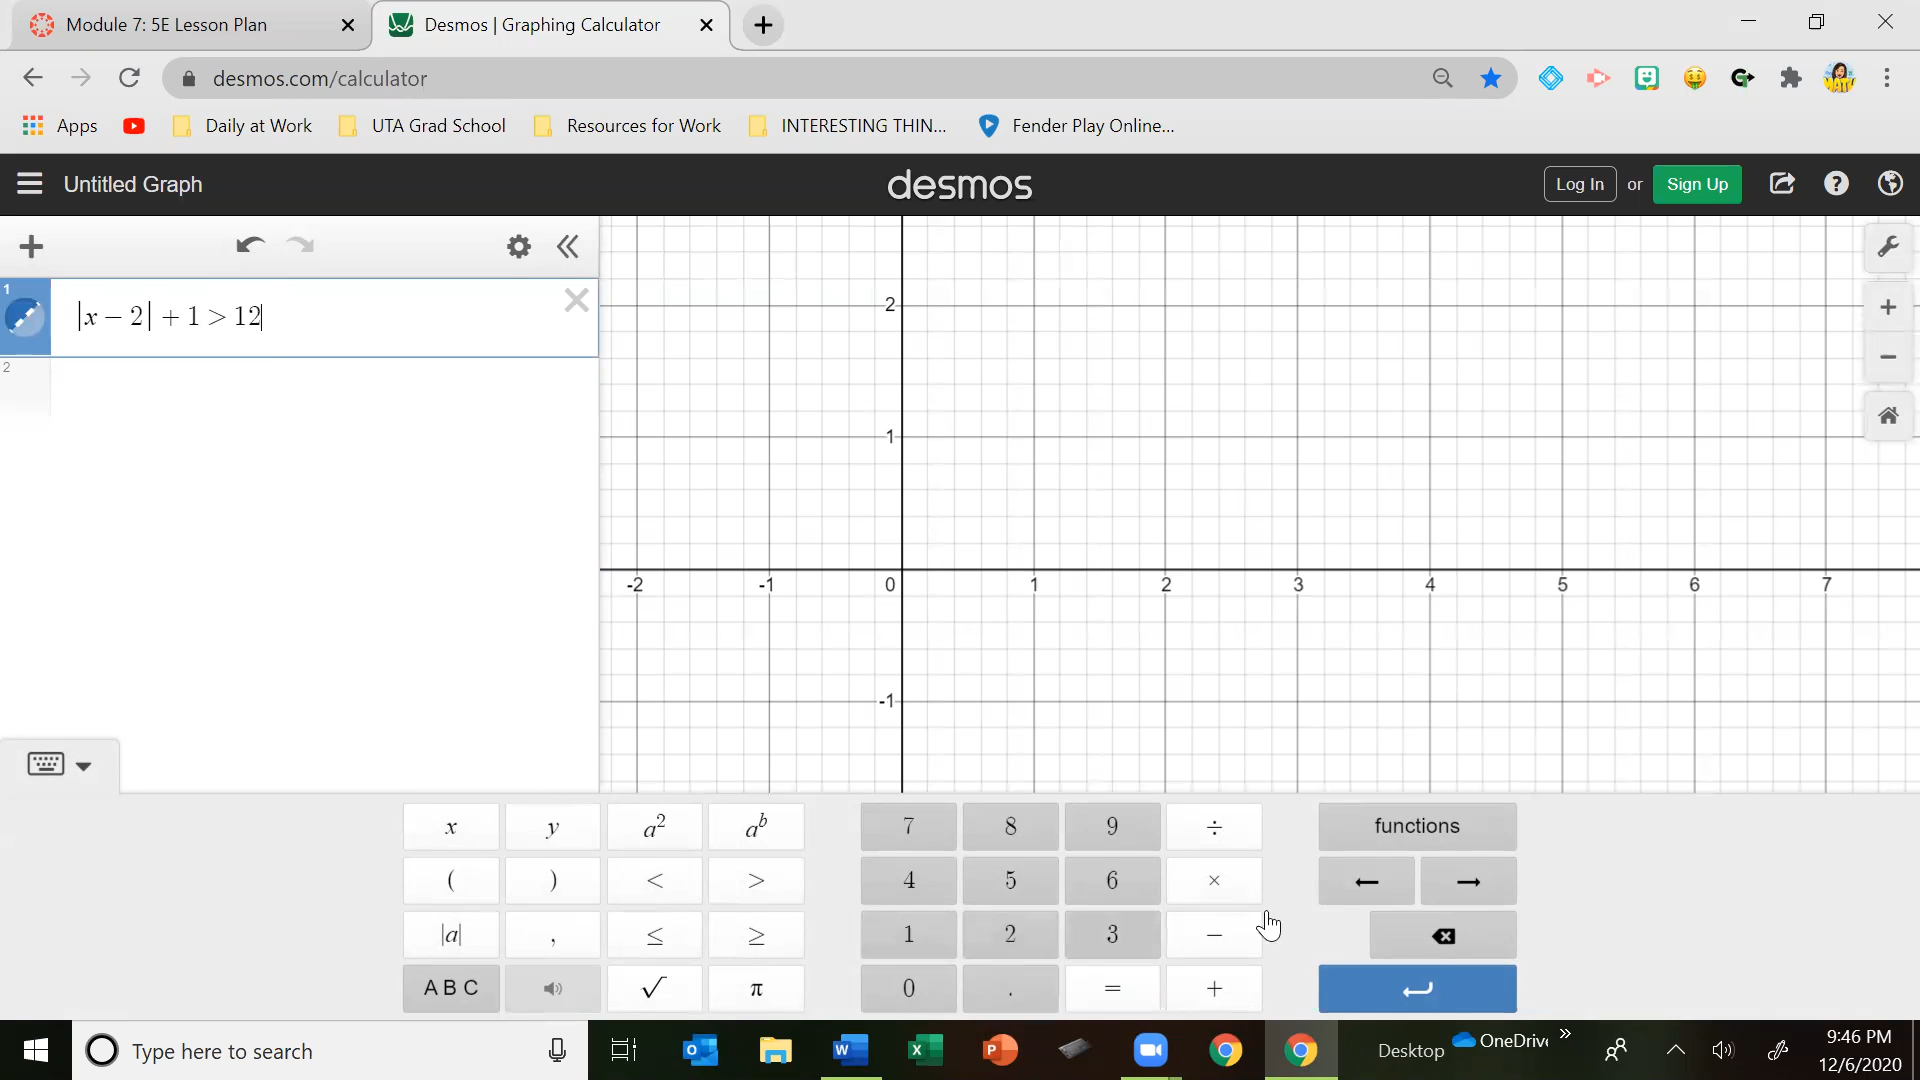 Module 7: 5E Lesson Plan
Desmos | Graphing Calculator
desmos.com/calculator
Apps
Daily at Work
UTA Grad School
Resources for Work
INTERESTING THIN...
Fender Play Online...
Untitled Graph
desmos
Log In or Sign Up
1
|x − 2| + 1 > 12
2
2
1
-2 -1 0 1 2 3 4 5 6 7
-1
x y a² aᵇ 7 8 9 ÷ functions
( ) < > 4 5 6 × ← →
|a| , ≤ ≥ 1 2 3 −
A B C √ π 0 . = +
Type here to search
Desktop
OneDrive
9:46 PM
12/6/2020